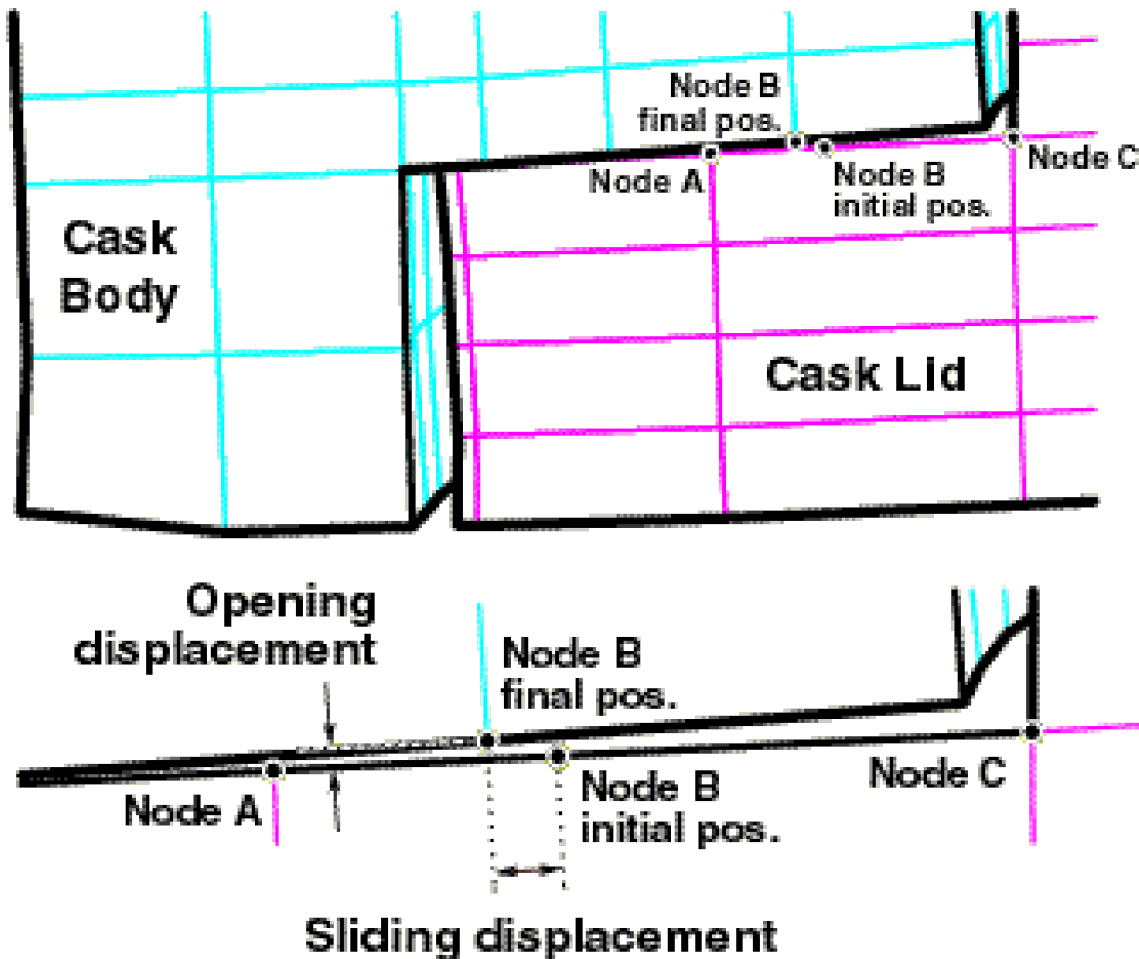 Node B
final pos.
Node A
Node B
initial pos.
Node C
Cask
Body
Cask Lid
Opening
displacement
Node B
final pos.
Node A
Node B
initial pos.
Node C
Sliding displacement